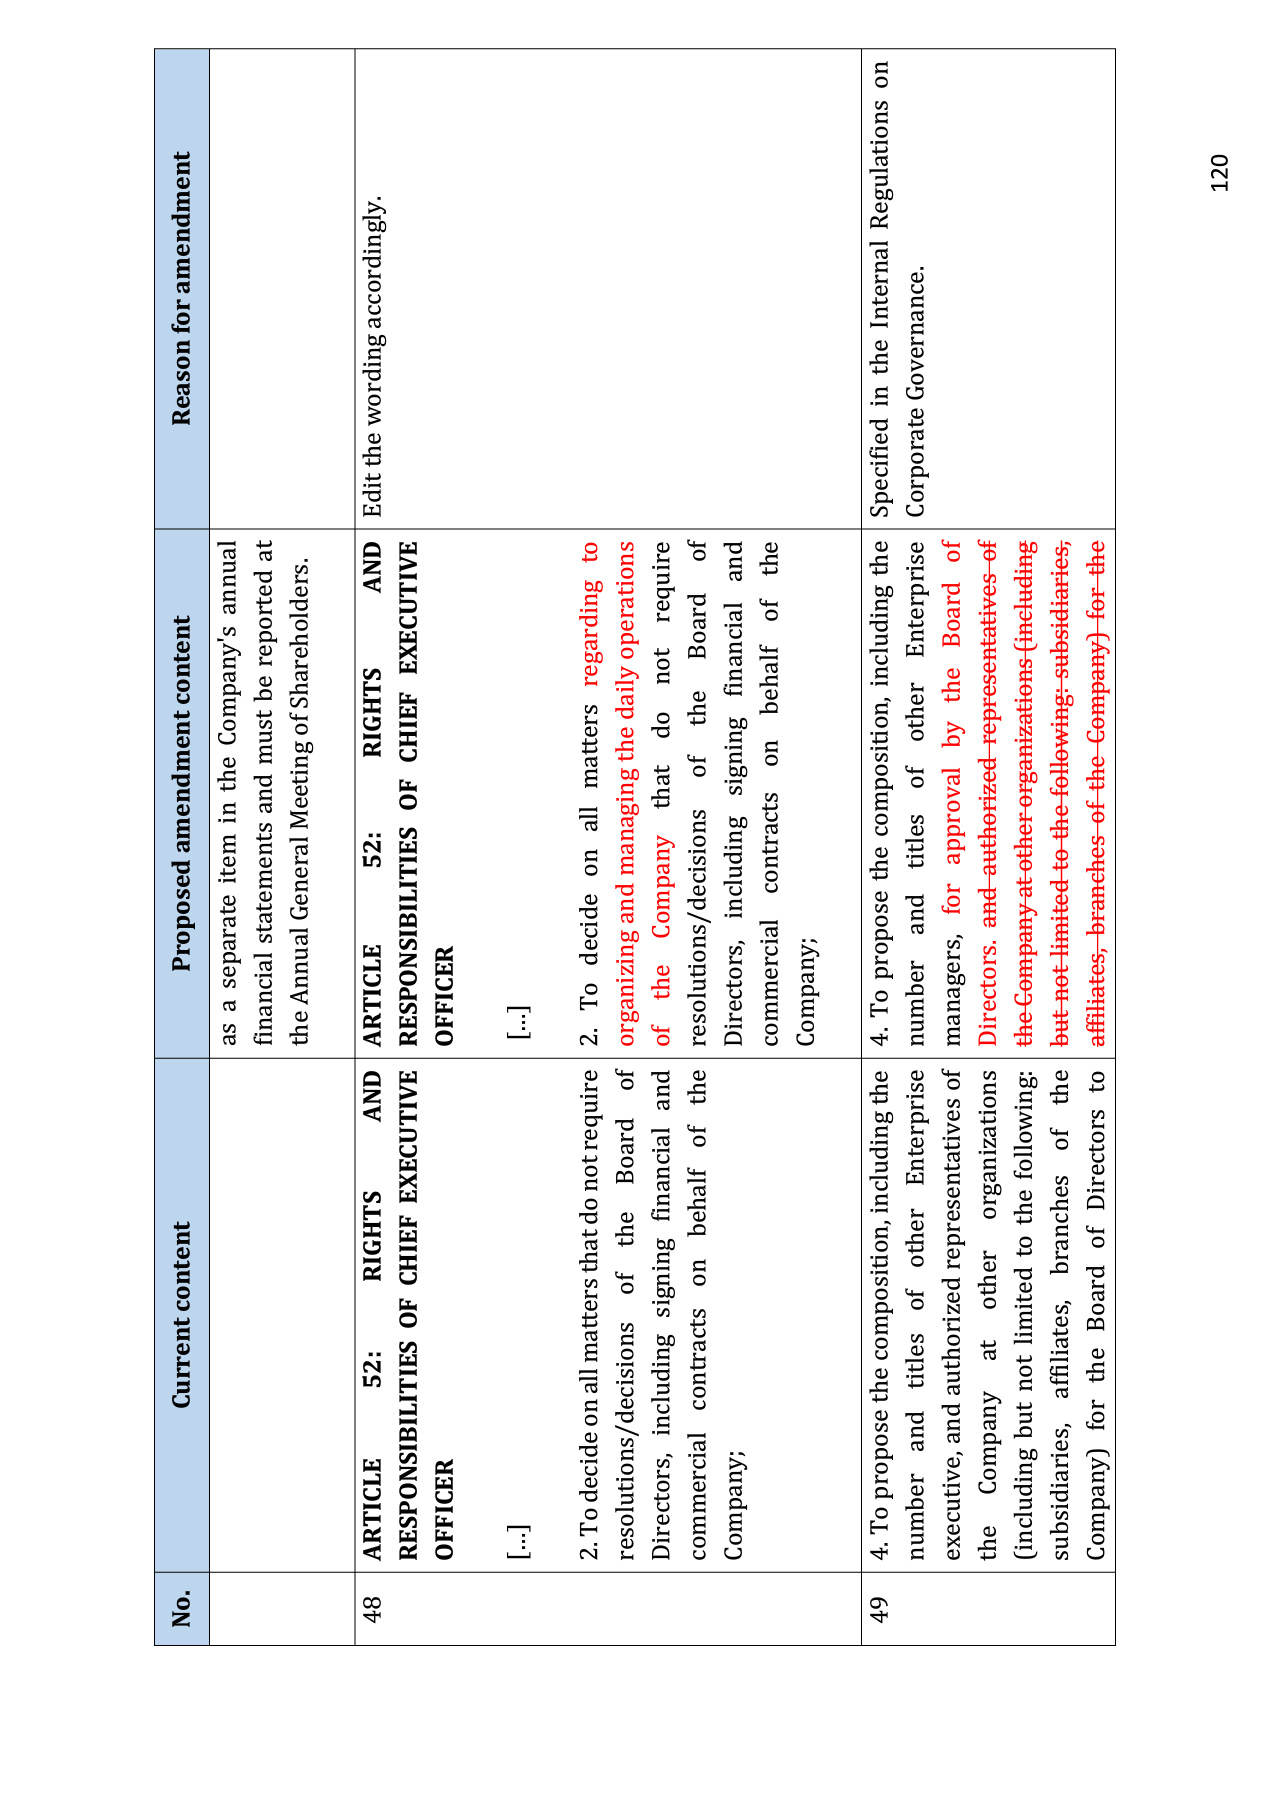 No.
Current content
Proposed amendment content
Reason for amendment
as a separate item in the Company's annual
financial statements and must be reported at
the Annual General Meeting of Shareholders.
48
ARTICLE 52: RIGHTS AND
RESPONSIBILITIES OF CHIEF EXECUTIVE
OFFICER
[...]
2. To decide on all matters that do not require
resolutions/decisions of the Board of
Directors, including signing financial and
commercial contracts on behalf of the
Company;
ARTICLE 52: RIGHTS AND
RESPONSIBILITIES OF CHIEF EXECUTIVE
OFFICER
[...]
2. To decide on all matters regarding to
organizing and managing the daily operations
of the Company that do not require
resolutions/decisions of the Board of
Directors, including signing financial and
commercial contracts on behalf of the
Company;
Edit the wording accordingly.
49
4. To propose the composition, including the
number and titles of other Enterprise
executive, and authorized representatives of
the Company at other organizations
(including but not limited to the following:
subsidiaries, affiliates, branches of the
Company) for the Board of Directors to
4. To propose the composition, including the
number and titles of other Enterprise
managers, for approval by the Board of
Directors. and authorized representatives of
the Company at other organizations (including
but not limited to the following: subsidiaries,
affiliates, branches of the Company) for the
Specified in the Internal Regulations on
Corporate Governance.
120